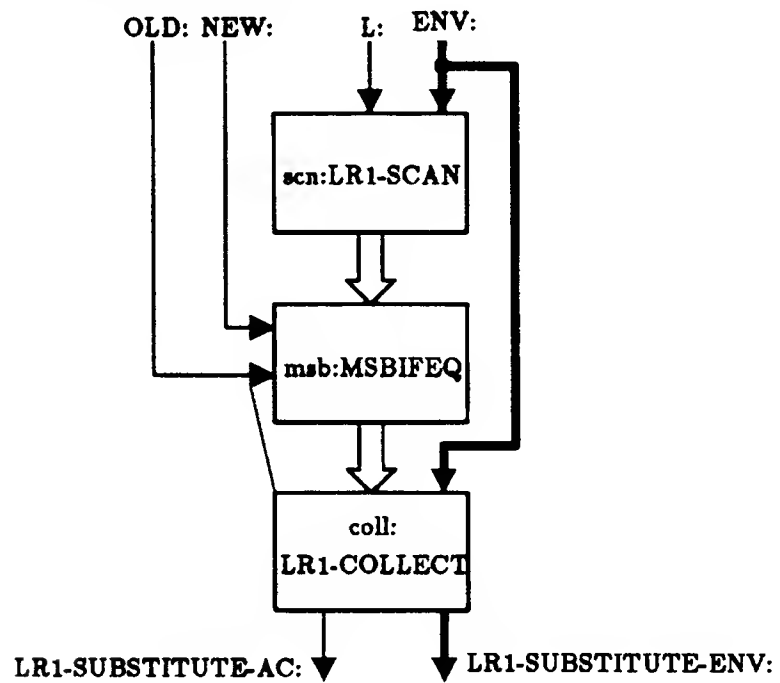 OLD: NEW: L: ENV:
scn:LR1-SCAN
msb:MSBIFEQ
coll:
LR1-COLLECT
LR1-SUBSTITUTE-AC: LR1-SUBSTITUTE-ENV: